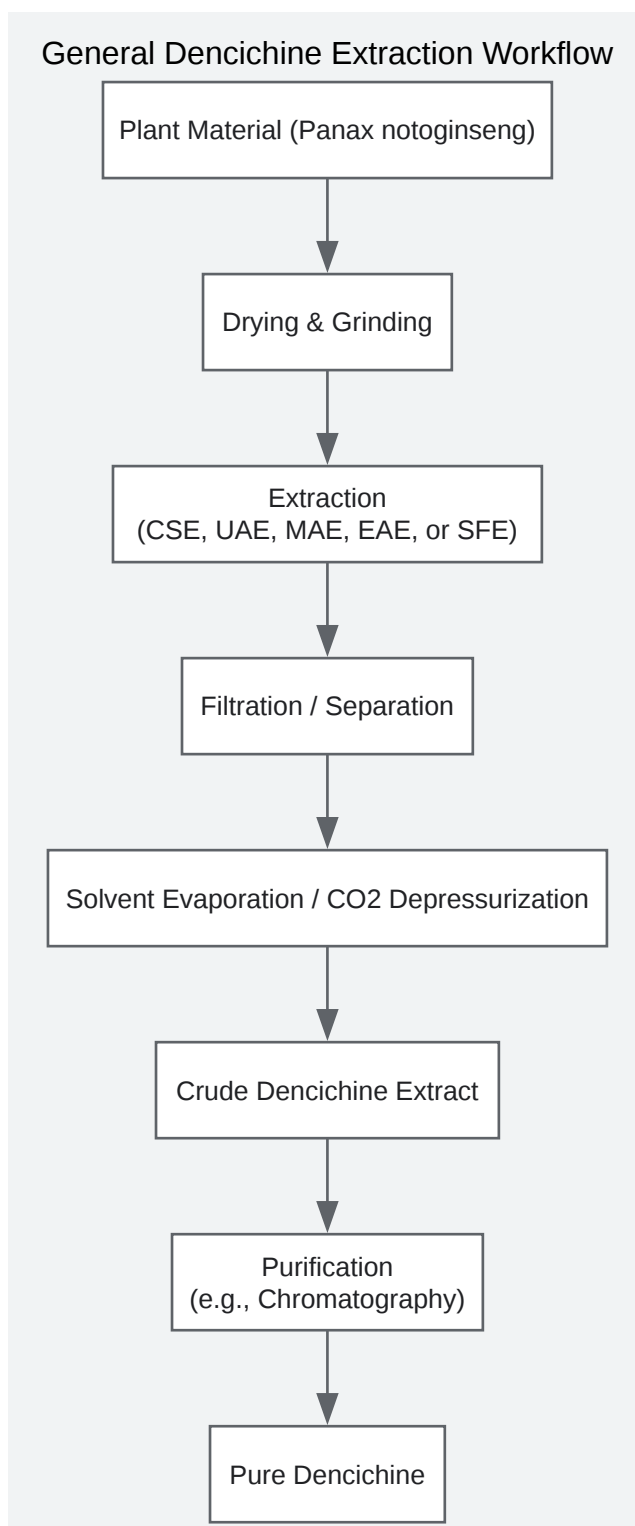 General Dencichine Extraction Workflow
Plant Material (Panax notoginseng)
Drying & Grinding
Extraction
(CSE, UAE, MAE, EAE, or SFE)
Filtration / Separation
Solvent Evaporation / CO2 Depressurization
Crude Dencichine Extract
Purification
(e.g., Chromatography)
Pure Dencichine